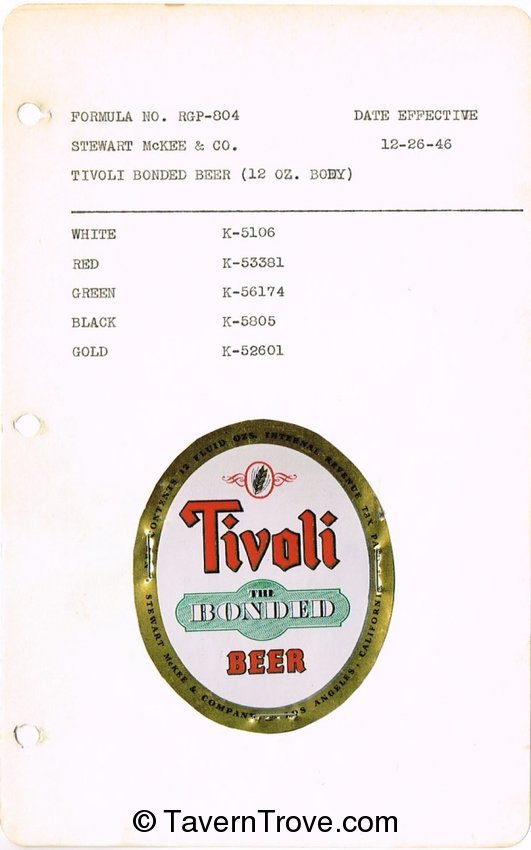 FORMULA NO. RGP-804 DATE EFFECTIVE
STEWART McKEE & CO. 12-26-46
TIVOLI BONDED BEER (12 OZ. BODY)
WHITE K-5106
RED K-53381
GREEN K-56174
BLACK K-5805
GOLD K-52601
CONTENTS 12 FLUID OZS. INTERNAL REVENUE TAX PA
Tivoli
THE
BONDED
BEER
STEWART McKEE & COMPANY LOS ANGELES, CALIFORNI
© TavernTrove.com